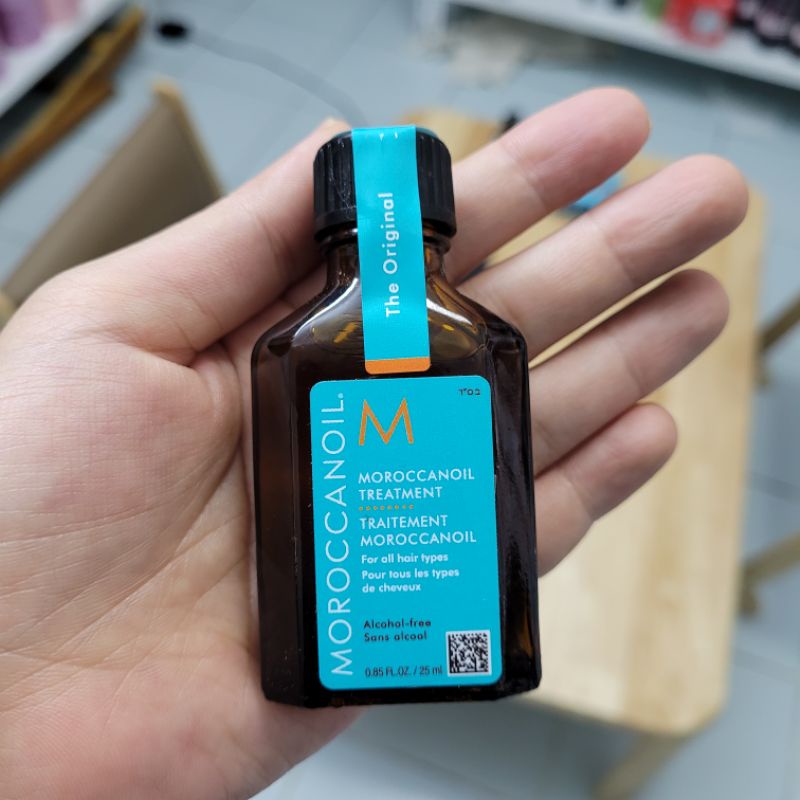 The Original
בס"ד
MOROCCANOIL®
M
MOROCCANOIL
TREATMENT
TRAITEMENT
MOROCCANOIL
For all hair types
Pour tous les types
de cheveux
Alcohol-free
Sans alcool
0.85 FL.OZ. / 25 ml